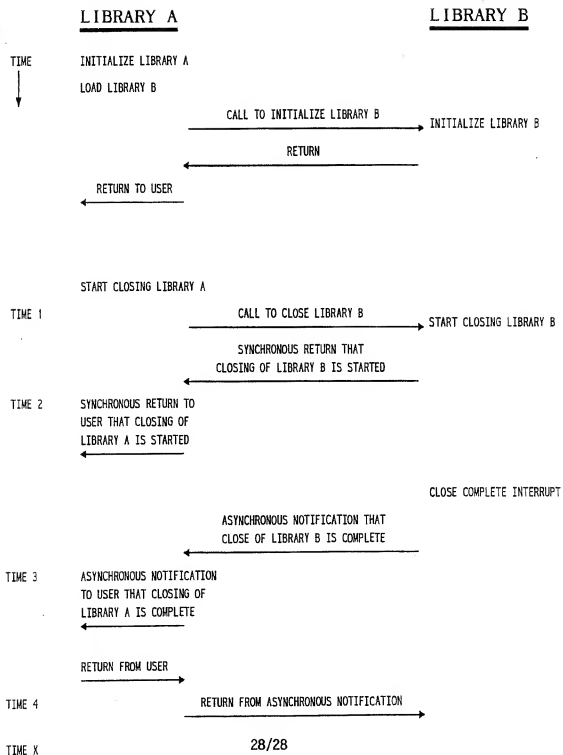 LIBRARY A
LIBRARY B
TIME
INITIALIZE LIBRARY A
LOAD LIBRARY B
CALL TO INITIALIZE LIBRARY B
INITIALIZE LIBRARY B
RETURN
RETURN TO USER
START CLOSING LIBRARY A
TIME 1
CALL TO CLOSE LIBRARY B
START CLOSING LIBRARY B
SYNCHRONOUS RETURN THAT
CLOSING OF LIBRARY B IS STARTED
TIME 2
SYNCHRONOUS RETURN TO
USER THAT CLOSING OF
LIBRARY A IS STARTED
CLOSE COMPLETE INTERRUPT
ASYNCHRONOUS NOTIFICATION THAT
CLOSE OF LIBRARY B IS COMPLETE
TIME 3
ASYNCHRONOUS NOTIFICATION
TO USER THAT CLOSING OF
LIBRARY A IS COMPLETE
RETURN FROM USER
TIME 4
RETURN FROM ASYNCHRONOUS NOTIFICATION
TIME X
28/28